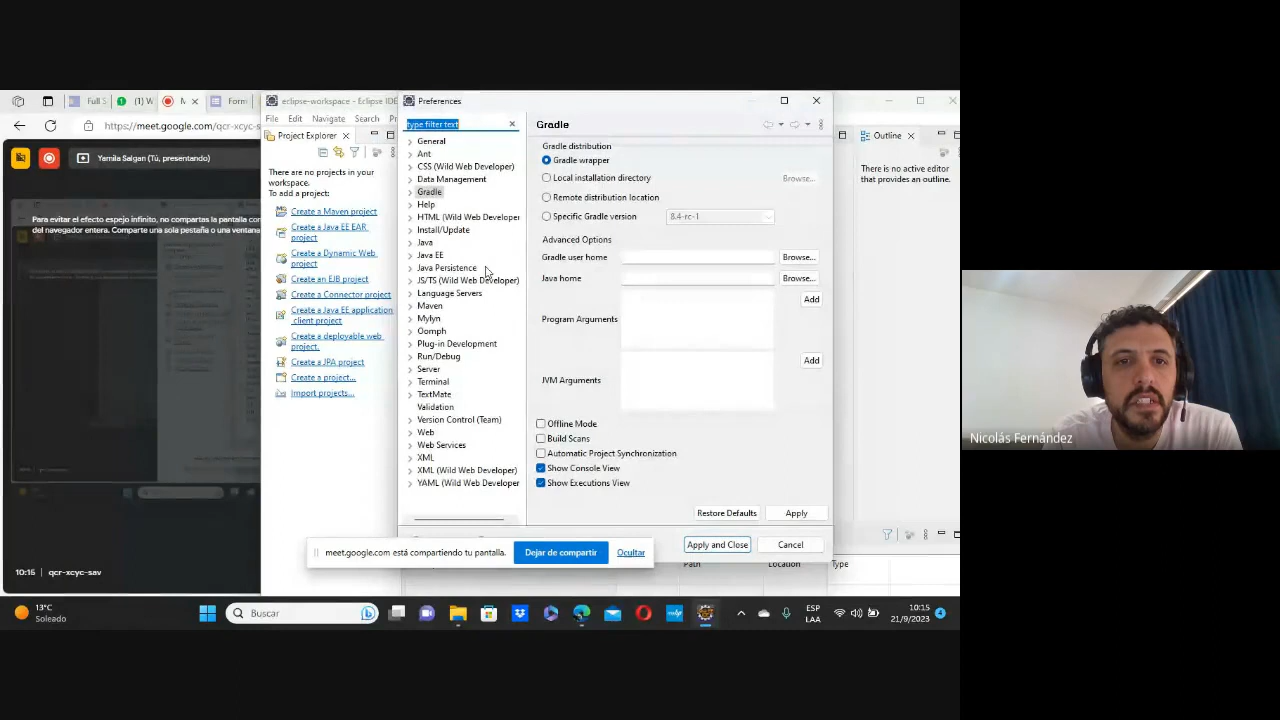 Full S
(1) W
M
Form
https://meet.google.com/qcr-xcyc-s
Yamila Salgan (Tú, presentando)
Para evitar el efecto espejo infinito, no compartas la pantalla con
del navegador entera. Comparte una sola pestaña o una ventana
10:15
qcr-xcyc-sav
eclipse-workspace - Eclipse IDE
File Edit Navigate Search
Project Explorer
There are no projects in your
workspace.
To add a project:
Create a Maven project
Create a Java EE EAR
project
Create a Dynamic Web
project
Create an EJB project
Create a Connector project
Create a Java EE application
client project
Create a deployable web
project.
Create a JPA project
Create a project...
Import projects...
Preferences
type filter text
General
Ant
CSS (Wild Web Developer)
Data Management
Gradle
Help
HTML (Wild Web Developer
Install/Update
Java
Java EE
Java Persistence
JS/TS (Wild Web Developer)
Language Servers
Maven
Mylyn
Oomph
Plug-in Development
Run/Debug
Server
Terminal
TextMate
Validation
Version Control (Team)
Web
Web Services
XML
XML (Wild Web Developer)
YAML (Wild Web Developer
Gradle
Gradle distribution
Gradle wrapper
Local installation directory Browse...
Remote distribution location
Specific Gradle version 8.4-rc-1
Advanced Options
Gradle user home Browse...
Java home Browse...
Add
Program Arguments
Add
JVM Arguments
Offline Mode
Build Scans
Automatic Project Synchronization
Show Console View
Show Executions View
Restore Defaults Apply
Apply and Close Cancel
Outline
There is no active editor
that provides an outline.
Path Location Type
meet.google.com está compartiendo tu pantalla. Dejar de compartir Ocultar
13°C
Soleado
Buscar
ESP
LAA
10:15
21/9/2023
4
Nicolás Fernández